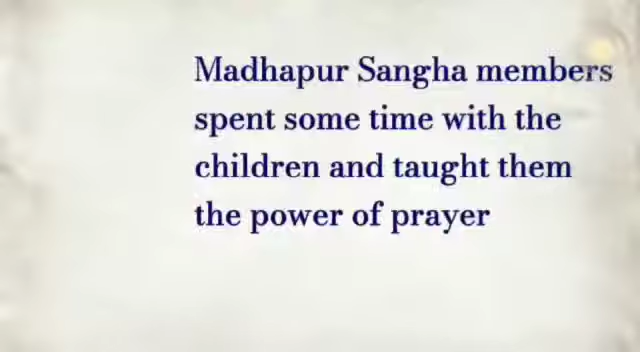 Madhapur Sangha members
spent some time with the
children and taught them
the power of prayer